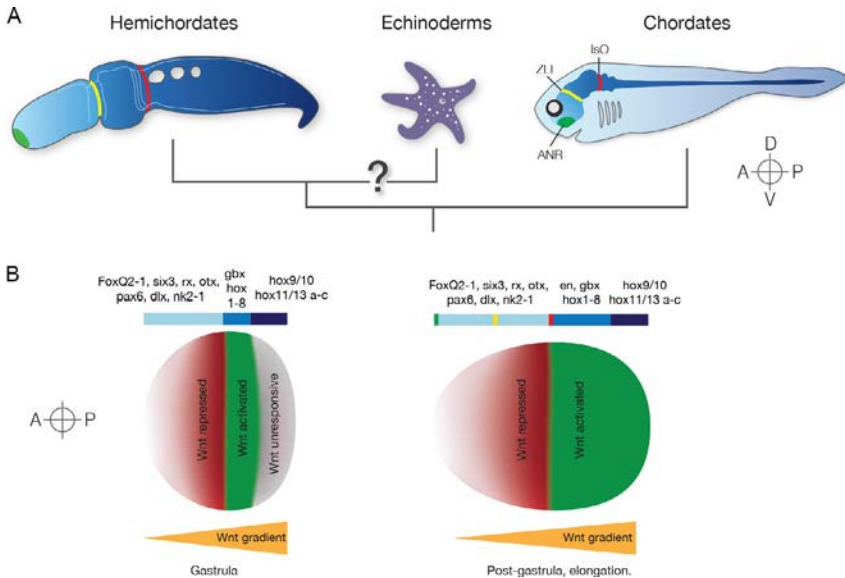 A
Hemichordates
Echinoderms
Chordates
IsO
ZLI
ANR
?
D
A P
V
B
FoxQ2-1, six3, rx, otx,
pax6, dlx, nk2-1
gbx
hox
1-8
hox9/10
hox11/13 a-c
FoxQ2-1, six3, rx, otx,
pax6, dlx, nk2-1
en, gbx
hox1-8
hox9/10
hox11/13 a-c
A P
Wnt repressed
Wnt activated
Wnt unresponsive
Wnt repressed
Wnt activated
Wnt gradient
Wnt gradient
Gastrula
Post-gastrula, elongation.